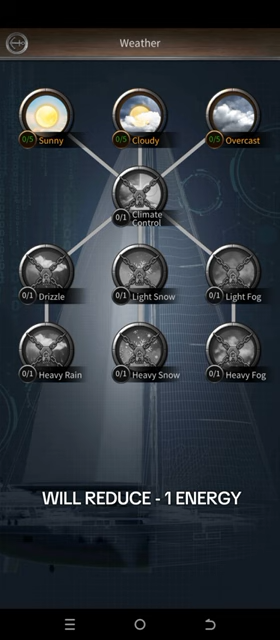 Weather
0/5 Sunny
0/5 Cloudy
0/5 Overcast
0/1 Climate
Control
0/1 Drizzle
0/1 Light Snow
0/1 Light Fog
0/1 Heavy Rain
0/1 Heavy Snow
0/1 Heavy Fog
WILL REDUCE - 1 ENERGY